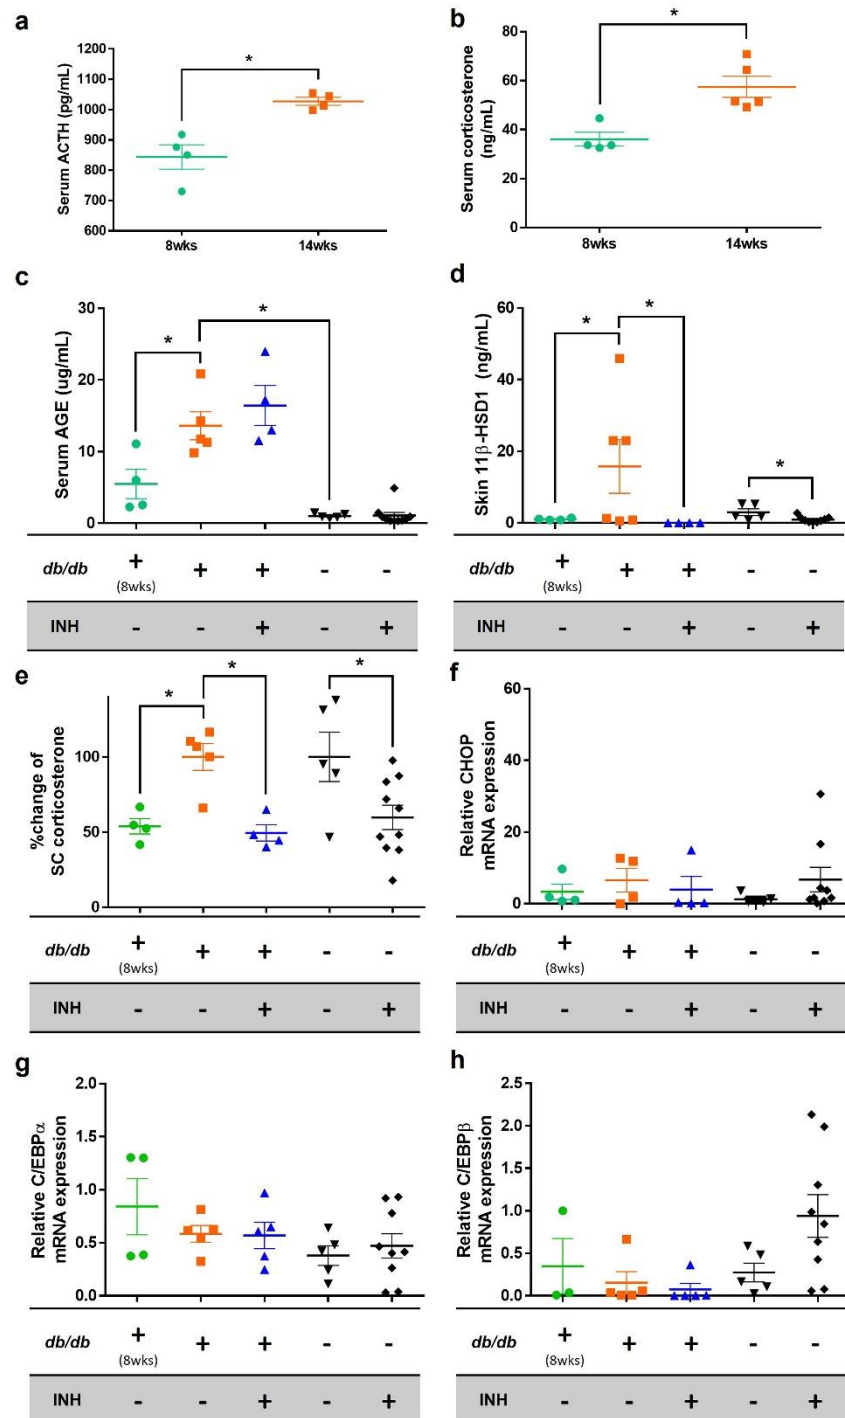 a
Serum ACTH (pg/mL)
1200
1100
1000
900
800
700
600
*
8wks
14wks
b
Serum corticosterone
(ng/mL)
80
60
40
20
0
*
8wks
14wks
c
Serum AGE (ug/mL)
30
20
10
0
*
*
db/db + + + - -
(8wks)
INH - - + - +
d
Skin 11β-HSD1 (ng/mL)
60
40
20
0
*
*
*
db/db + + + - -
(8wks)
INH - - + - +
e
%change of
SC corticosterone
100
50
0
*
*
*
db/db + + + - -
(8wks)
INH - - + - +
f
Relative CHOP
mRNA expression
60
40
20
0
db/db + + + - -
(8wks)
INH - - + - +
g
Relative C/EBPα
mRNA expression
2.0
1.5
1.0
0.5
0.0
db/db + + + - -
(8wks)
INH - - + - +
h
Relative C/EBPβ
mRNA expression
2.5
2.0
1.5
1.0
0.5
0.0
db/db + + + - -
(8wks)
INH - - + - +